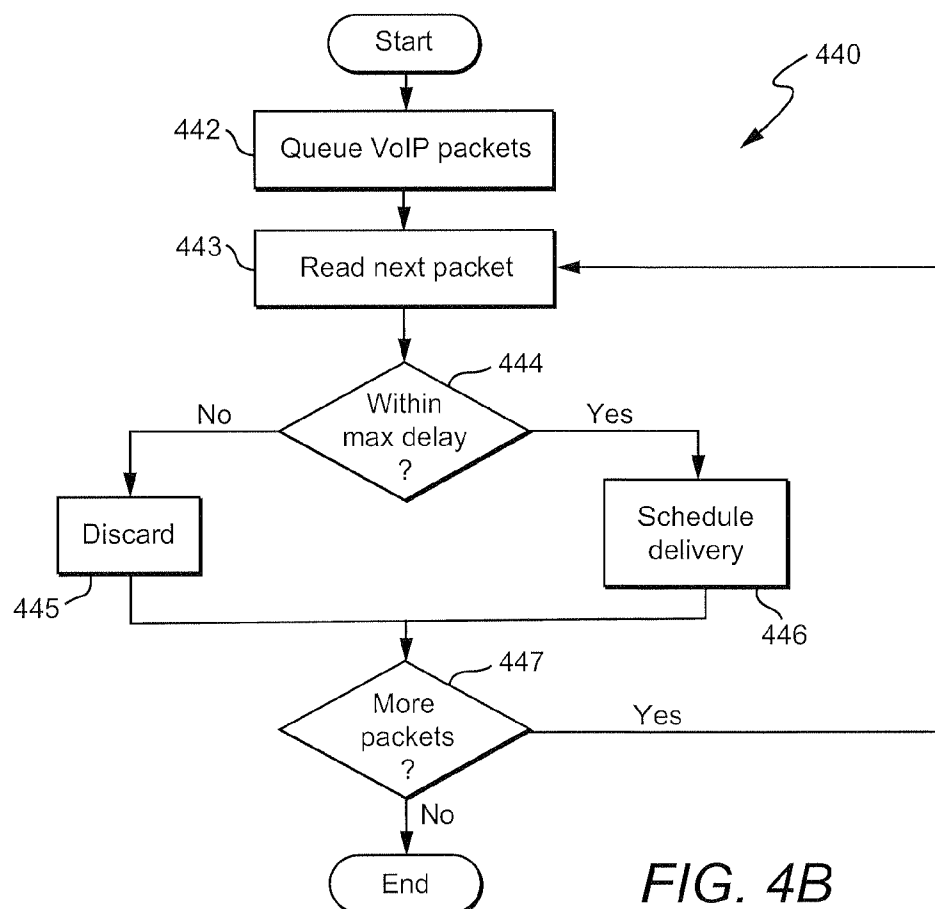 Start
440
442
Queue VoIP packets
443
Read next packet
444
Within
max delay
?
No
Yes
Discard
445
Schedule
delivery
446
447
More
packets
?
Yes
No
End
FIG. 4B